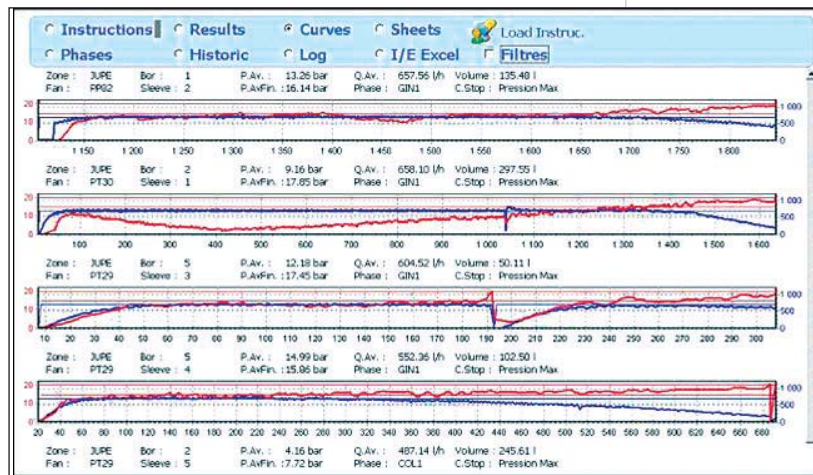 Instructions Results Curves Sheets Load Instruc.
Phases Historic Log I/E Excel Filtres
Zone : JUPE Bor : 1 P.Av. : 13.26 bar Q.Av. : 657.56 l/h Volume : 135.48 l
Fan : PP82 Sleeve : 2 P.AvFin. : 16.14 bar Phase : GIN1 C.Stop : Pression Max
20 1 000
10 500
0 0
1 150 1 200 1 250 1 300 1 350 1 400 1 450 1 500 1 550 1 600 1 650 1 700 1 750 1 800
Zone : JUPE Bor : 2 P.Av. : 9.16 bar Q.Av. : 658.10 l/h Volume : 297.55 l
Fan : PT30 Sleeve : 1 P.AvFin. : 17.85 bar Phase : GIN1 C.Stop : Pression Max
20 1 000
10 500
0 0
100 200 300 400 500 600 700 800 900 1 000 1 100 1 200 1 300 1 400 1 500 1 600
Zone : JUPE Bor : 5 P.Av. : 12.18 bar Q.Av. : 604.52 l/h Volume : 50.11 l
Fan : PT29 Sleeve : 3 P.AvFin. : 17.45 bar Phase : GIN1 C.Stop : Pression Max
20 1 000
10 500
0 0
10 20 30 40 50 60 70 80 90 100 110 120 130 140 150 160 170 180 190 200 210 220 230 240 250 260 270 280 290 300
Zone : JUPE Bor : 5 P.Av. : 14.99 bar Q.Av. : 552.36 l/h Volume : 102.50 l
Fan : PT29 Sleeve : 4 P.AvFin. : 15.86 bar Phase : GIN1 C.Stop : Pression Max
20 1 000
10 500
0 0
20 40 60 80 100 120 140 160 180 200 220 240 260 280 300 320 340 360 380 400 420 440 460 480 500 520 540 560 580 600 620 640 660 680
Zone : JUPE Bor : 2 P.Av. : 4.16 bar Q.Av. : 487.14 l/h Volume : 245.61 l
Fan : PT29 Sleeve : 5 P.AvFin. : 7.72 bar Phase : COL1 C.Stop : Pression Max